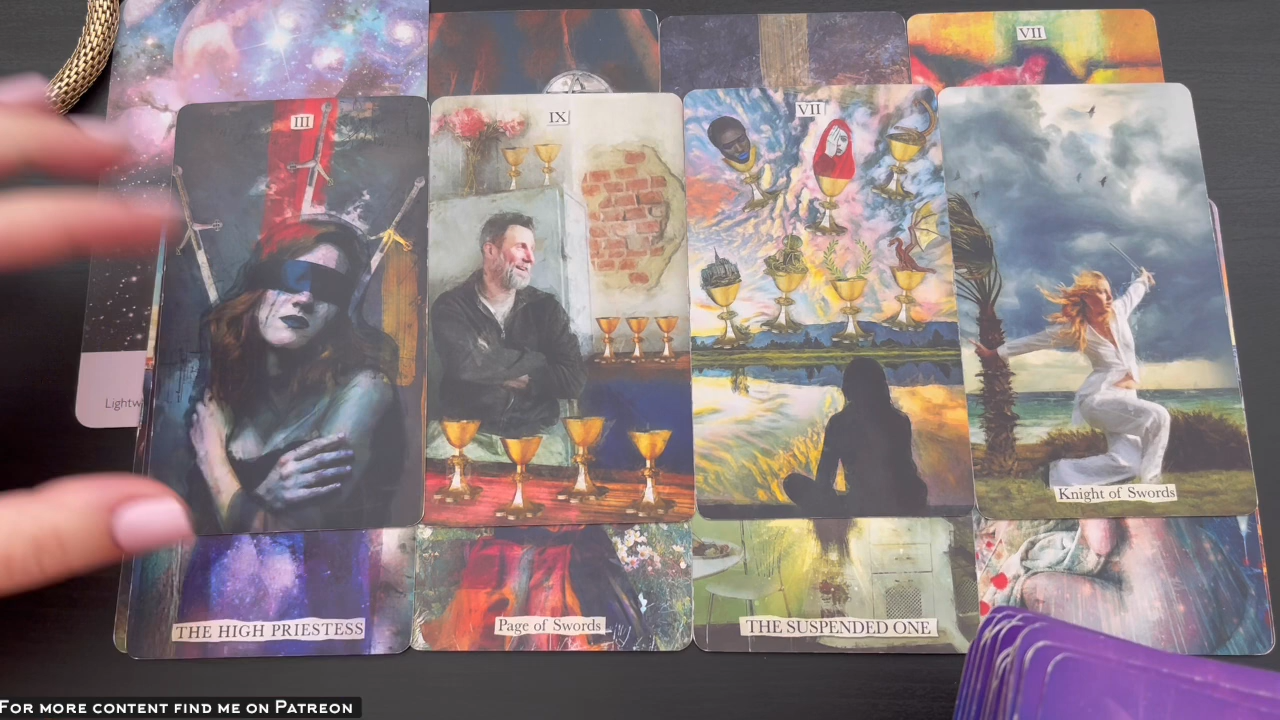 VII
III
IX
VII
Knight of Swords
Lightw
THE HIGH PRIESTESS
Page of Swords
THE SUSPENDED ONE
FOR MORE CONTENT FIND ME ON PATREON